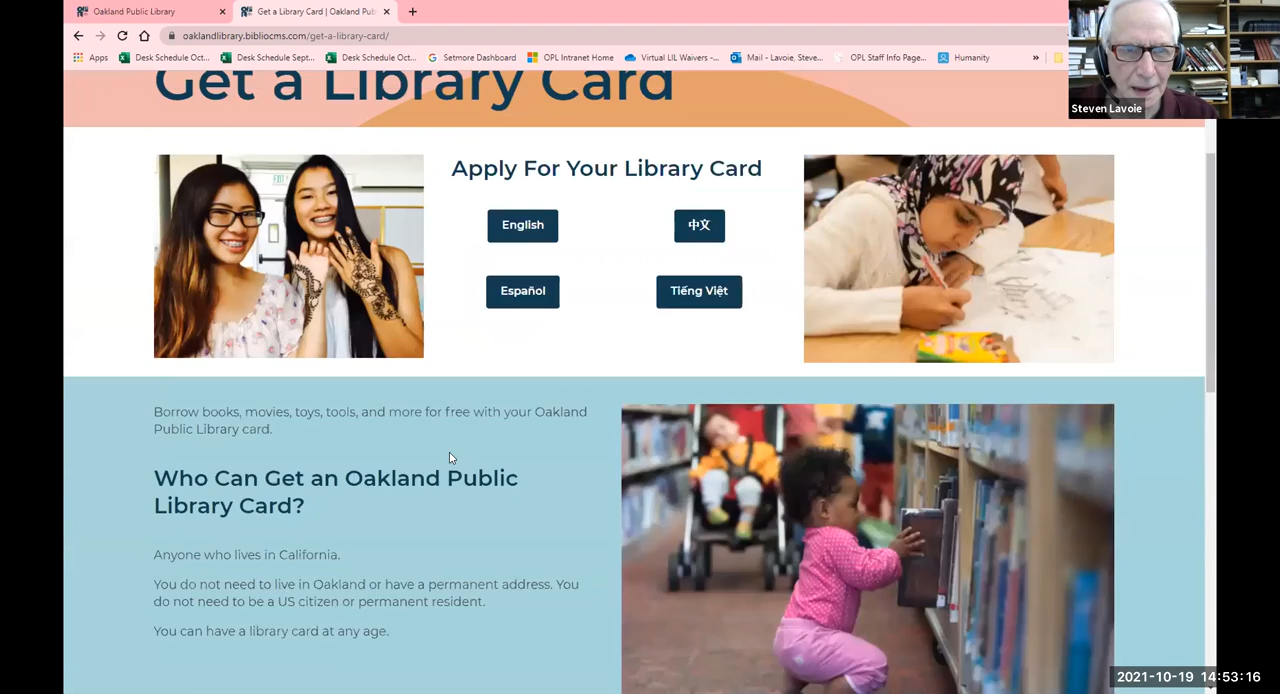 Oakland Public Library
Get a Library Card | Oakland Pub
oaklandlibrary.bibliocms.com/get-a-library-card/
Apps
Desk Schedule Oct...
Desk Schedule Sept...
Desk Schedule Oct...
Setmore Dashboard
OPL Intranet Home
Virtual LIL Waivers -...
Mail - Lavoie, Steve...
OPL Staff Info Page...
Humanity
»
Steven Lavoie
Get a Library Card
Apply For Your Library Card
English
中文
Español
Tiếng Việt
Borrow books, movies, toys, tools, and more for free with your Oakland
Public Library card.
Who Can Get an Oakland Public
Library Card?
Anyone who lives in California.
You do not need to live in Oakland or have a permanent address. You
do not need to be a US citizen or permanent resident.
You can have a library card at any age.
2021-10-19 14:53:16